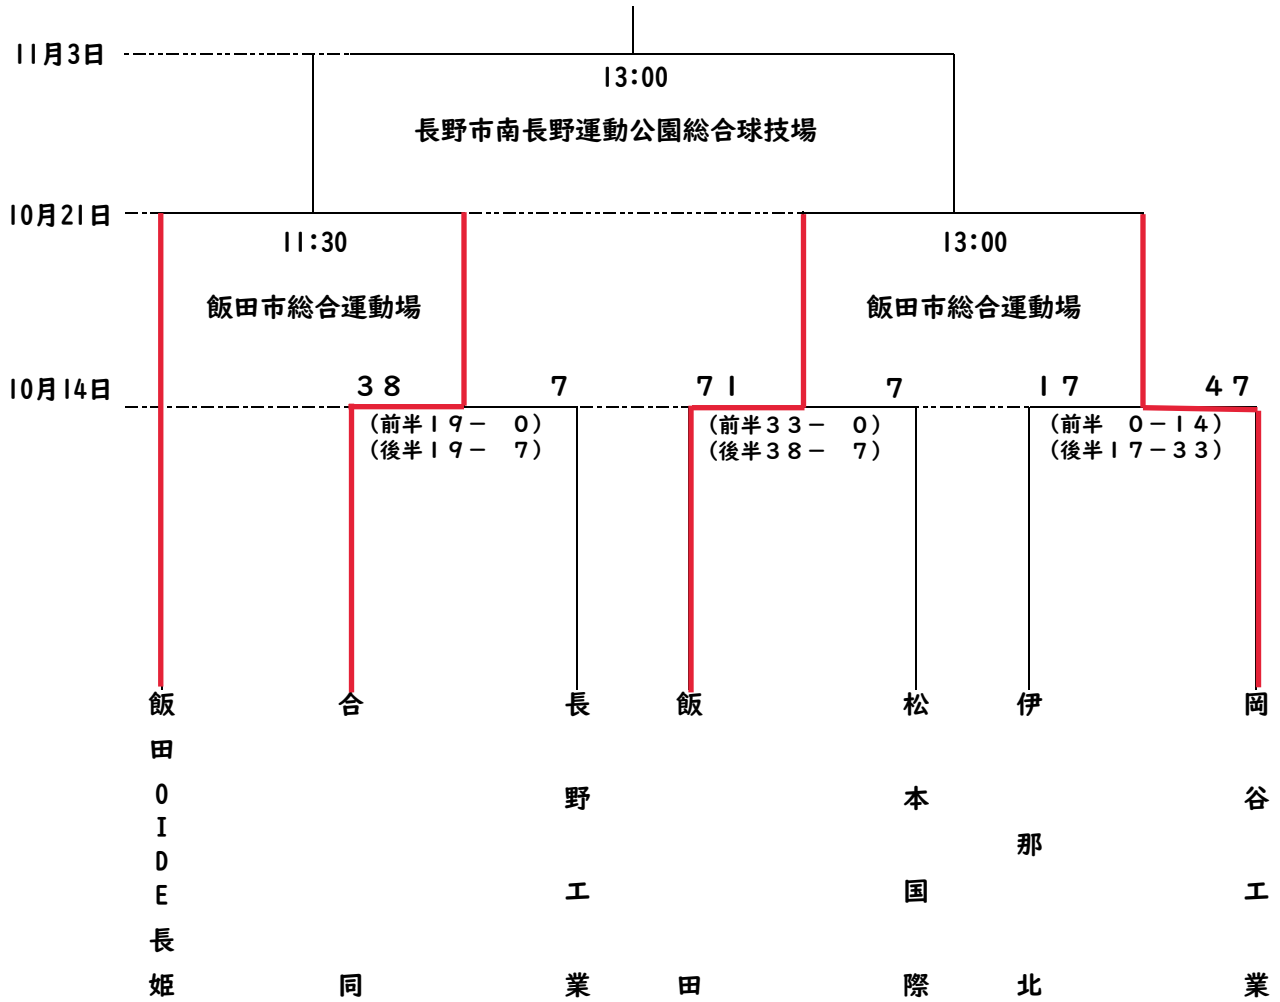 11月3日
13:00
長野市南長野運動公園総合球技場
10月21日
11:30
13:00
飯田市総合運動場
飯田市総合運動場
10月14日
38
7
71
7
17
47
(前半19-　0)
(後半19-　7)
(前半33-　0)
(後半38-　7)
(前半　0-14)
(後半17-33)
飯田OIDE長姫
合同
長野工業
飯田
松本国際
伊那北
岡谷工業